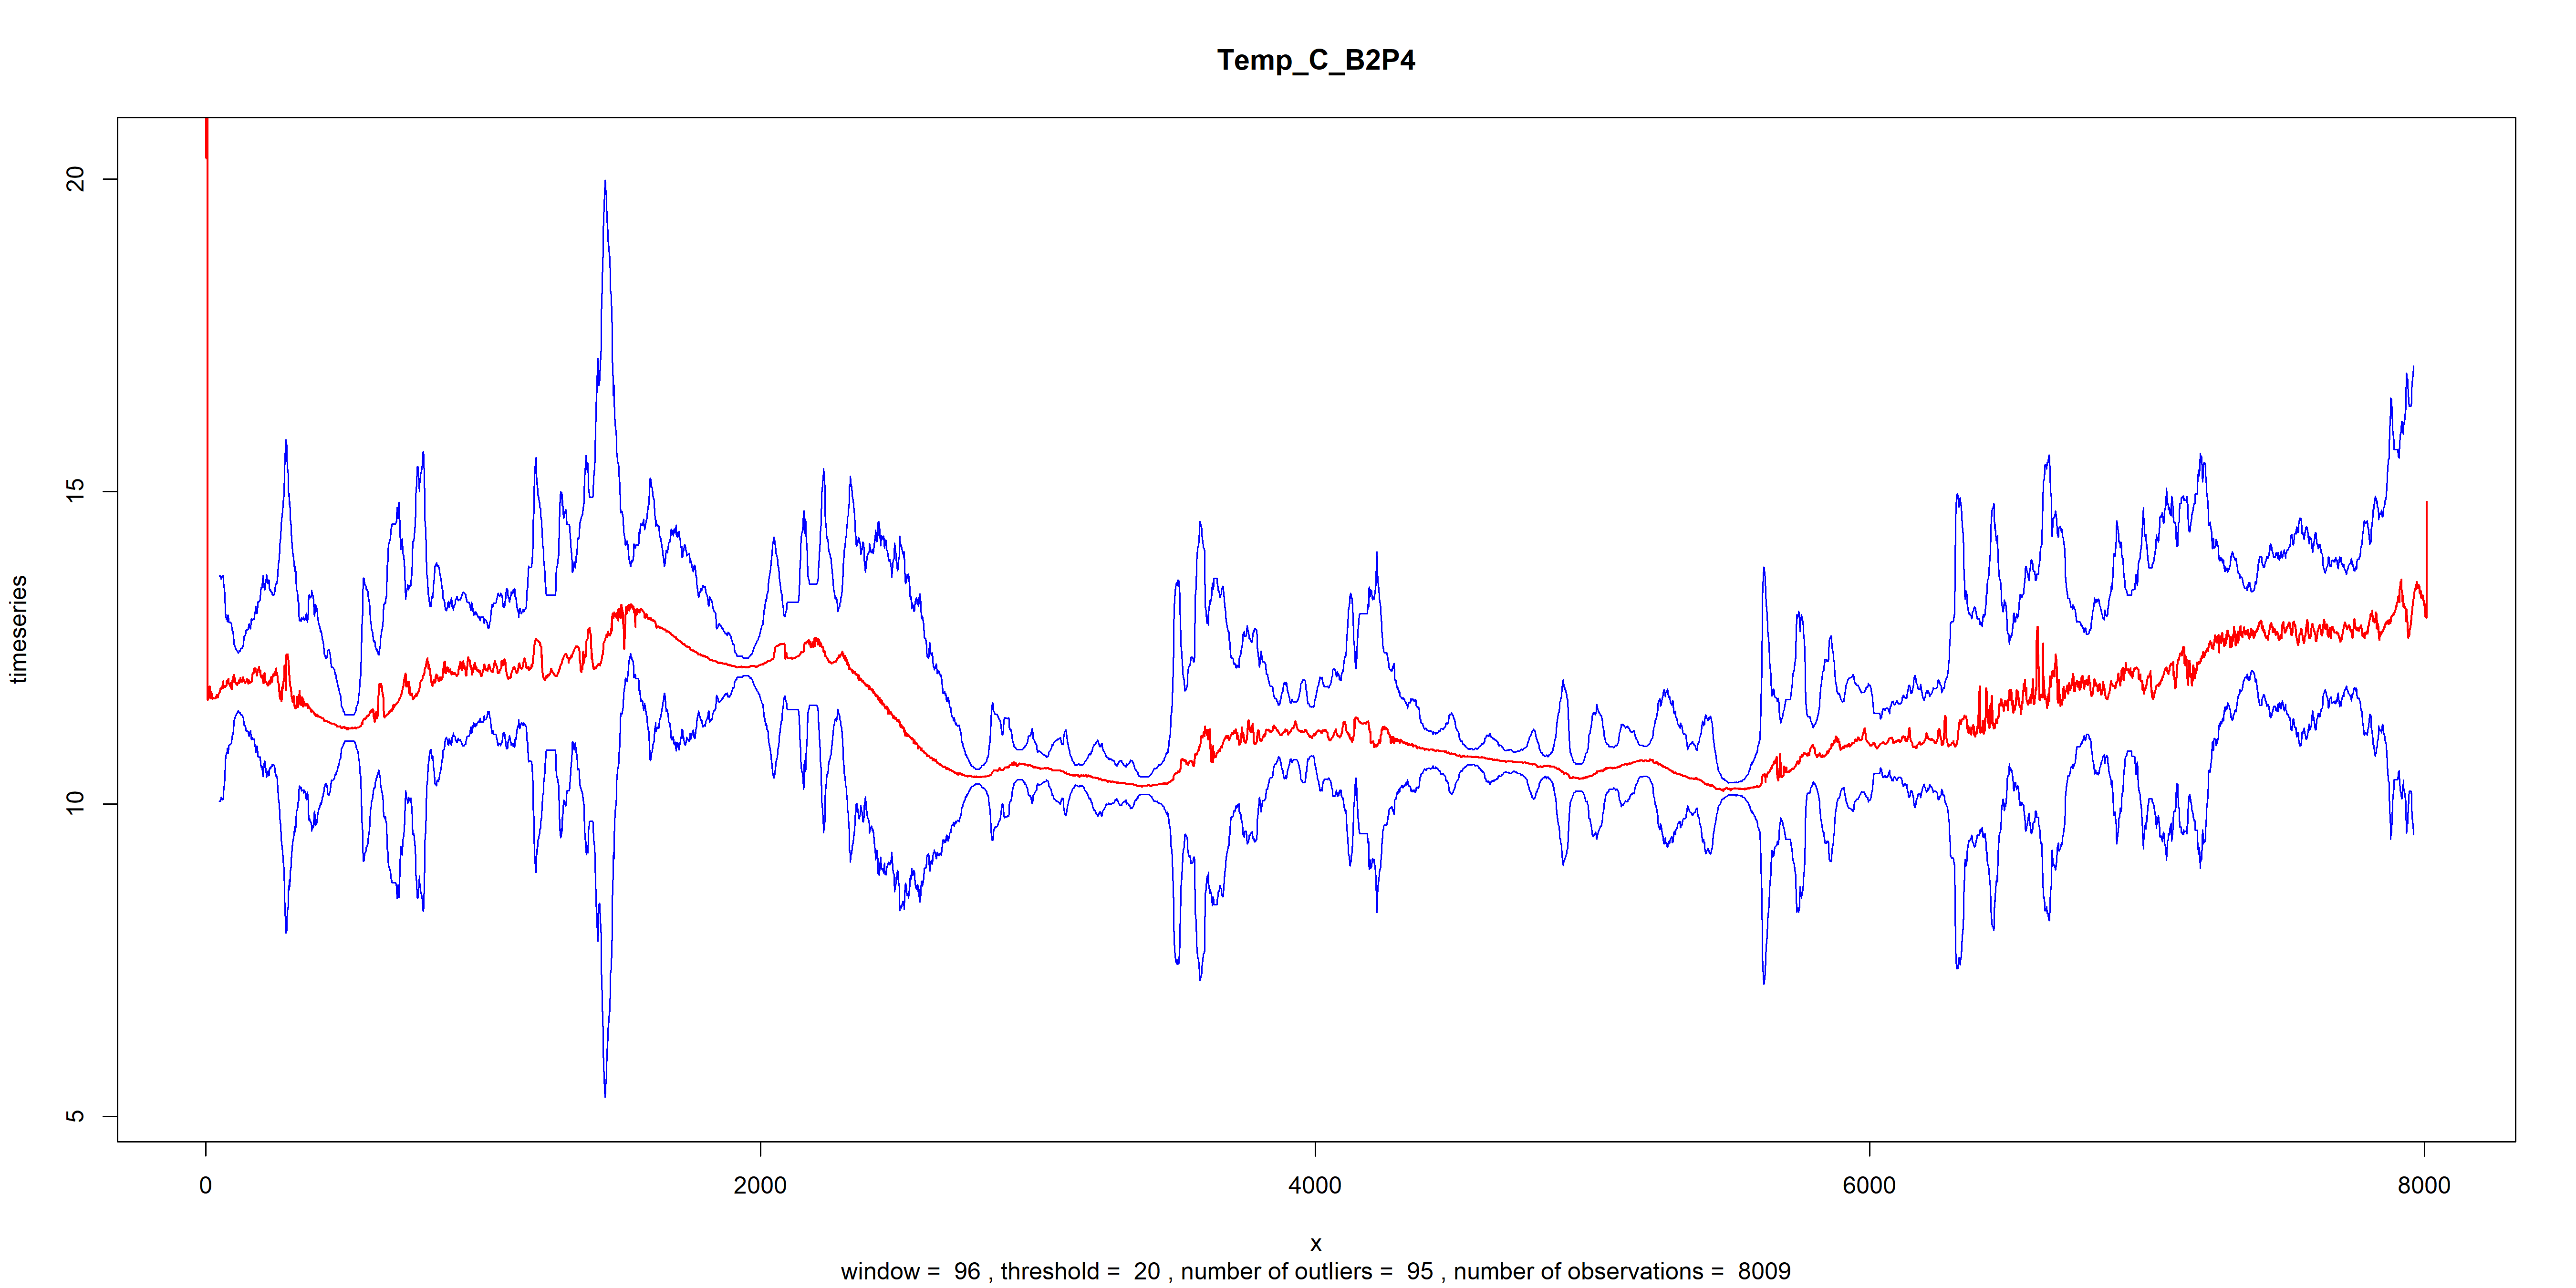 Temp_C_B2P4
timeseries
20
15
10
5
0 2000 4000 6000 8000
x
window = 96 , threshold = 20 , number of outliers = 95 , number of observations = 8009